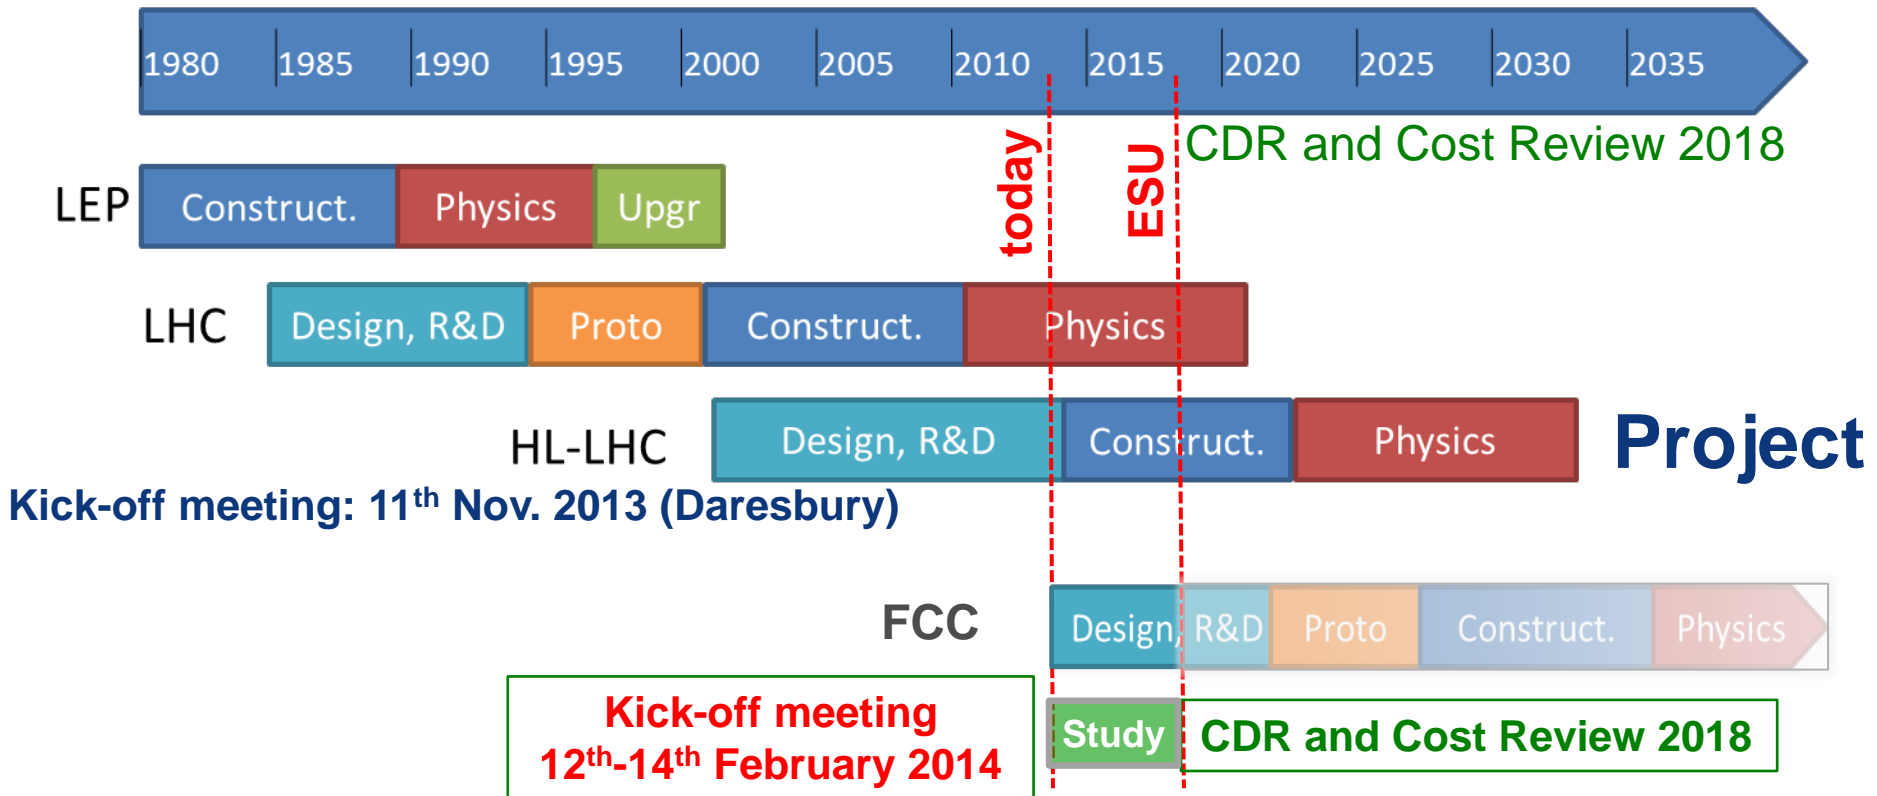 1980 1985 1990 1995 2000 2005 2010 2015 2020 2025 2030 2035
CDR and Cost Review 2018
today
ESU
LEP Construct. Physics Upgr
LHC Design, R&D Proto Construct. Physics
HL-LHC Design, R&D Construct. Physics Project
Kick-off meeting: 11th Nov. 2013 (Daresbury)
FCC Design, R&D Proto Construct. Physics
Kick-off meeting
12th-14th February 2014
Study CDR and Cost Review 2018